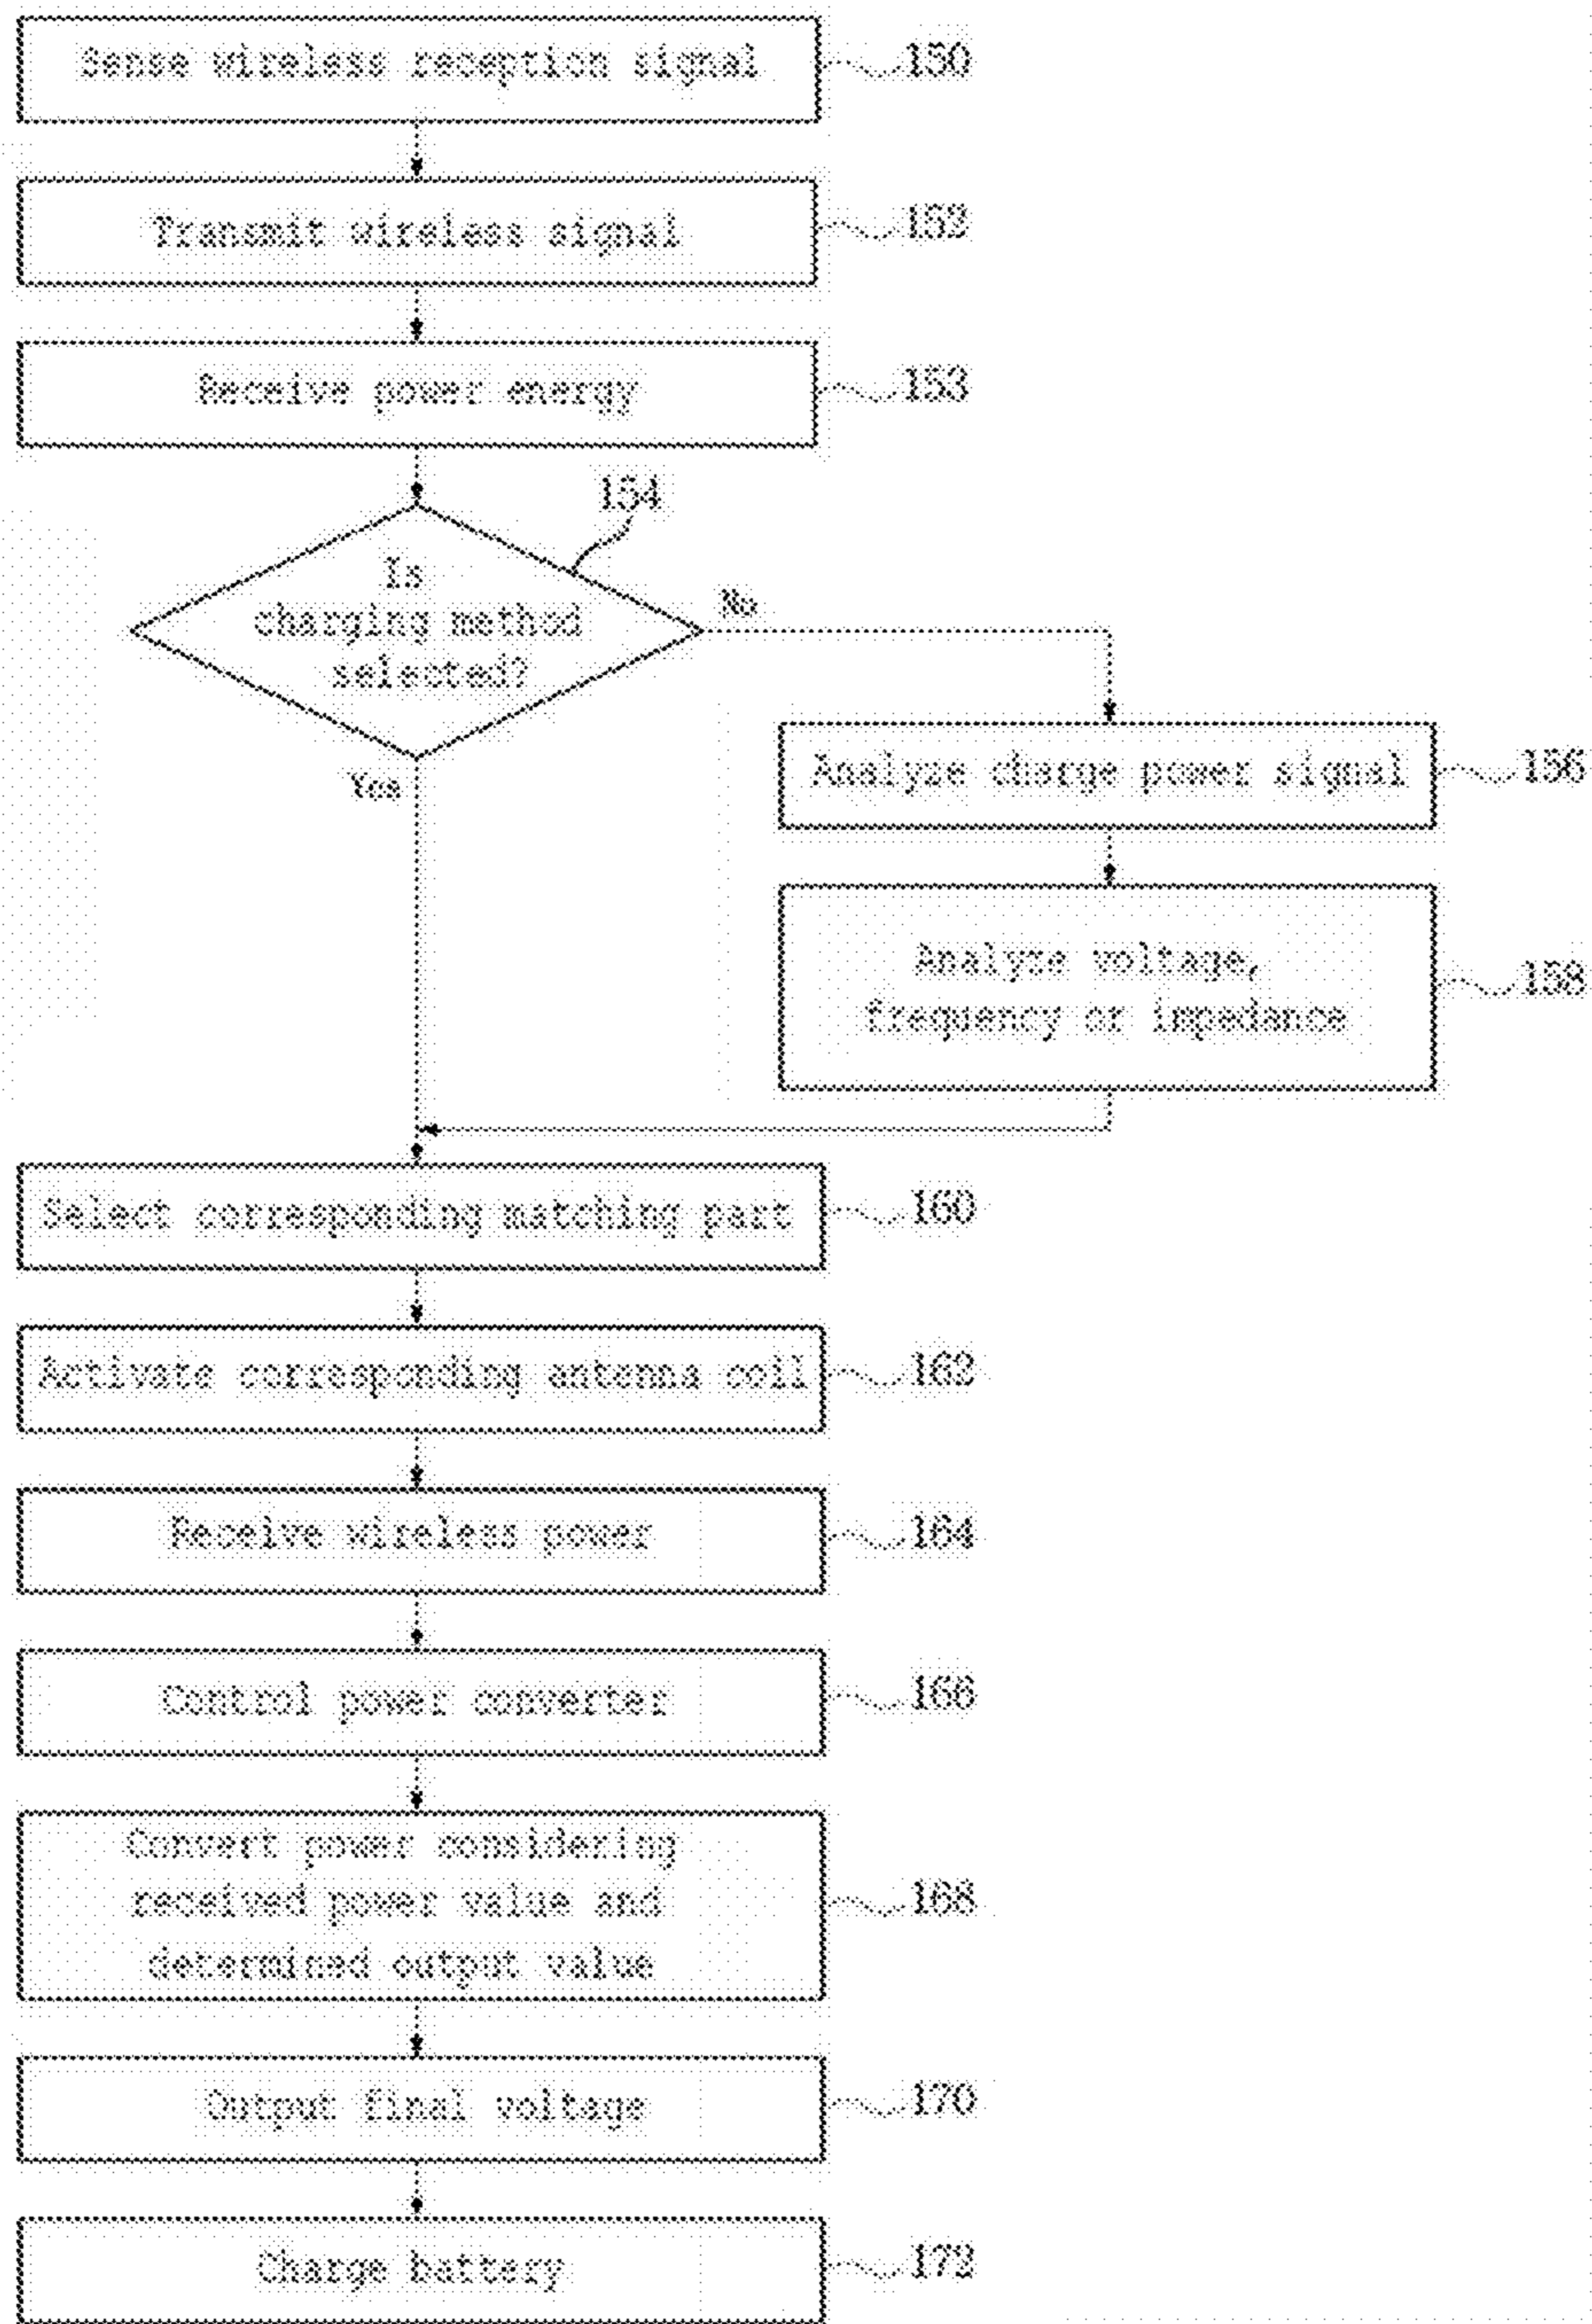 Sense wireless reception signal
150
Transmit wireless signal
152
Receive power energy
153
154
Is
charging method
selected?
No
Yes
Analyze charge power signal
156
Analyze voltage,
frequency or impedance
158
Select corresponding matching part
160
Activate corresponding antenna coil
162
Receive wireless power
164
Control power converter
166
Convert power considering
received power value and
determined output value
168
Output final voltage
170
Charge battery
172